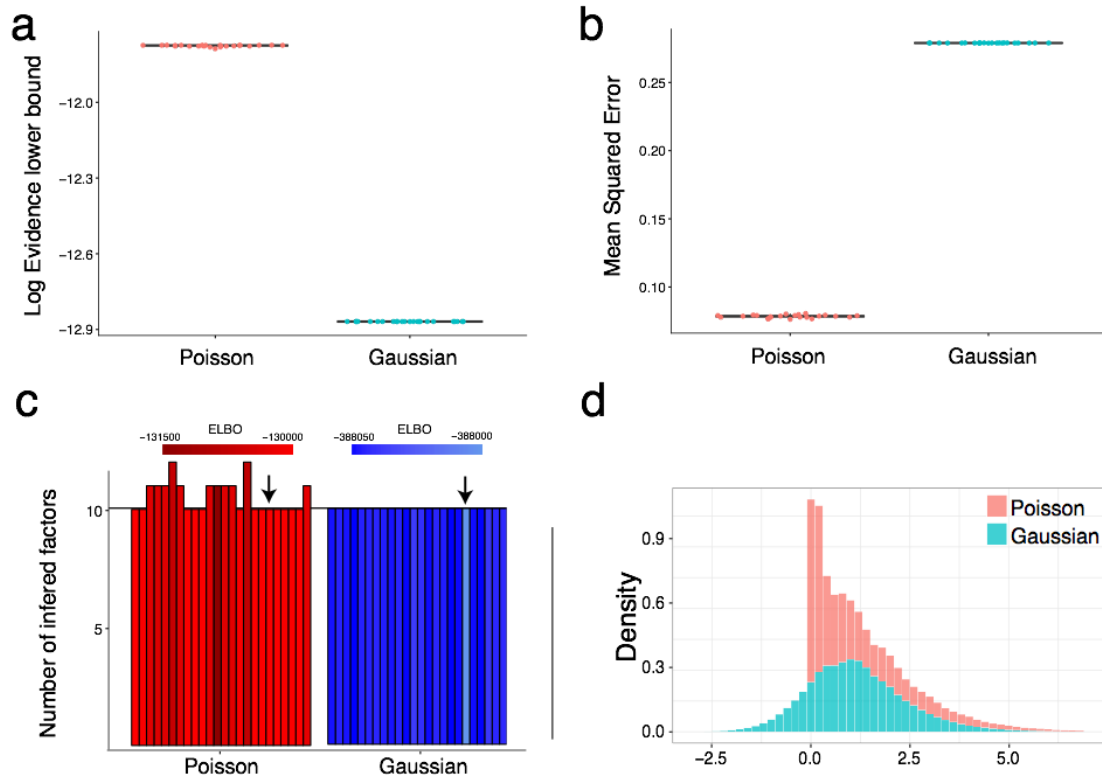 a
Log Evidence lower bound
−12.0
−12.3
−12.6
−12.9
Poisson
Gaussian
b
Mean Squared Error
0.25
0.20
0.15
0.10
Poisson
Gaussian
c
−131500
ELBO
−130000
−388050
ELBO
−388000
Number of infered factors
10
5
Poisson
Gaussian
d
Density
0.9
0.6
0.3
0.0
Poisson
Gaussian
−2.5
0.0
2.5
5.0